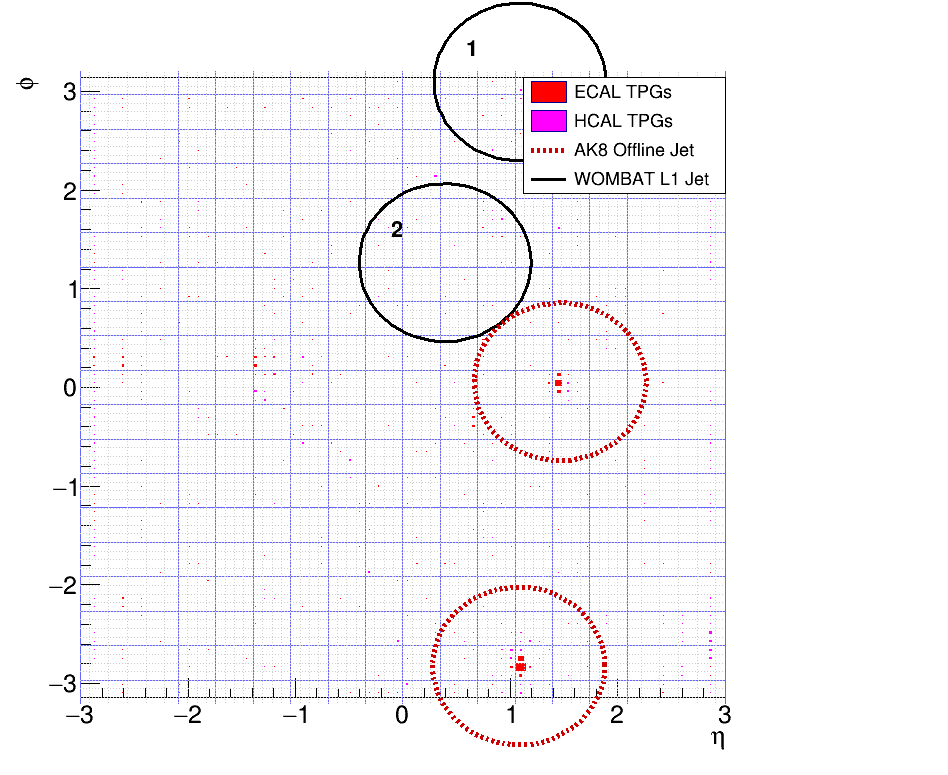 1
ϕ
3
ECAL TPGs
HCAL TPGs
AK8 Offline Jet
WOMBAT L1 Jet
2
2
1
0
−1
−2
−3
−3 −2 −1 0 1 2 3
η